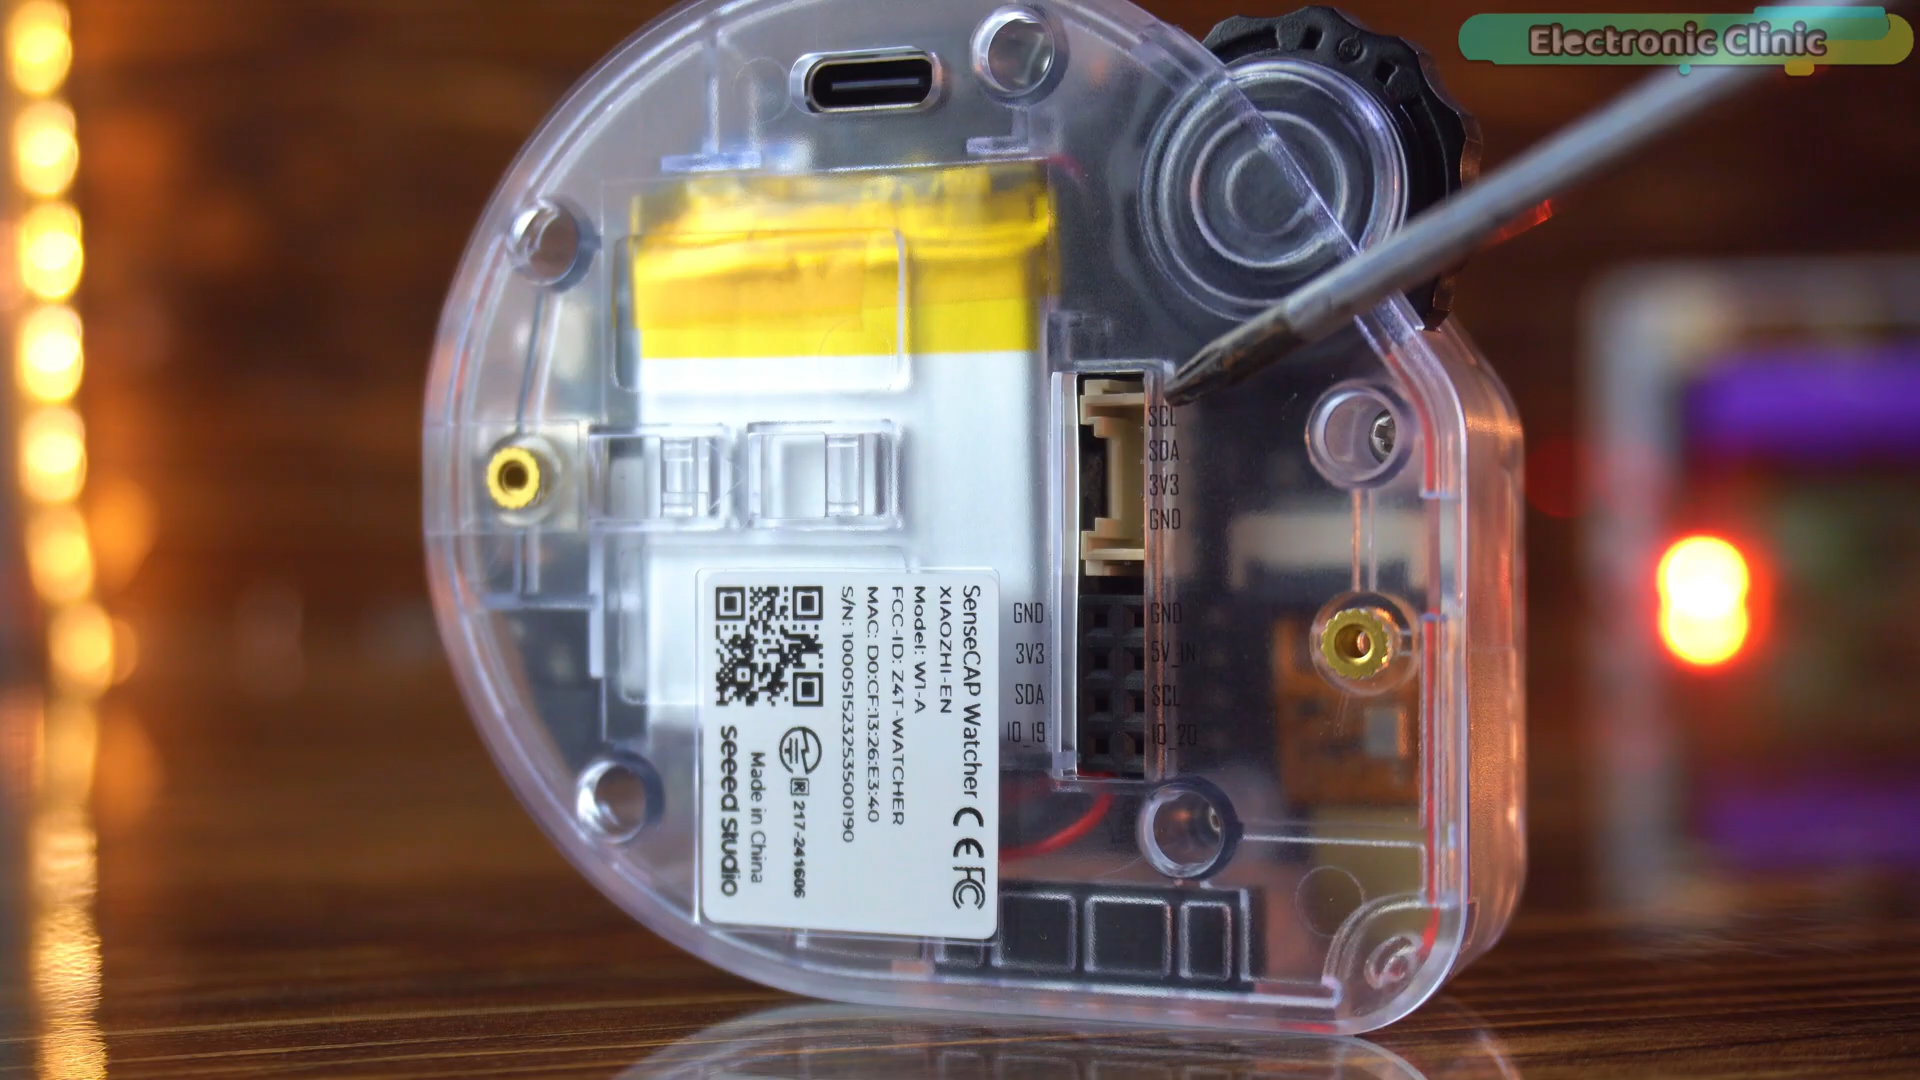 Electronic Clinic
SCL
SDA
3V3
GND
GND
3V3
SDA
IO_19
GND
5V_IN
SCL
IO_20
SenseCAP Watcher CE FC
XIAOZHI-EN
Model: W1-A
FCC-ID: Z4T-WATCHER
MAC: D0:CF:13:26:E3:40
S/N: 100051523253500190
R 217-241606
Made in China
seeed studio